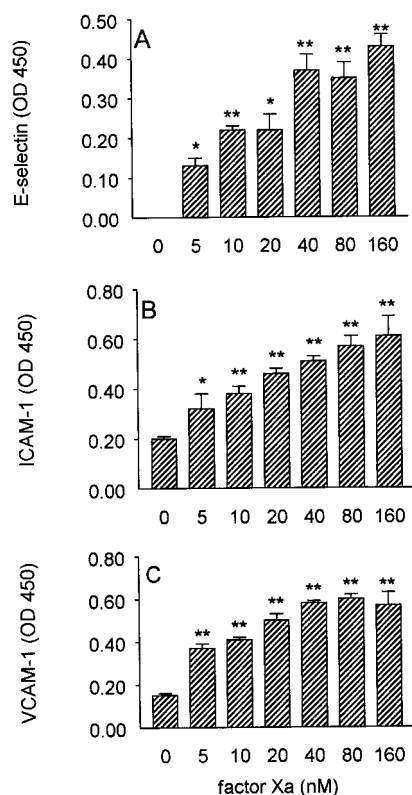 A
E-selectin (OD 450)
0.50
0.40
0.30
0.20
0.10
0.00
* ** * ** ** **
0 5 10 20 40 80 160
B
ICAM-1 (OD 450)
0.80
0.60
0.40
0.20
0.00
* ** ** ** ** **
0 5 10 20 40 80 160
C
VCAM-1 (OD 450)
0.80
0.60
0.40
0.20
0.00
** ** ** ** ** **
0 5 10 20 40 80 160
factor Xa (nM)